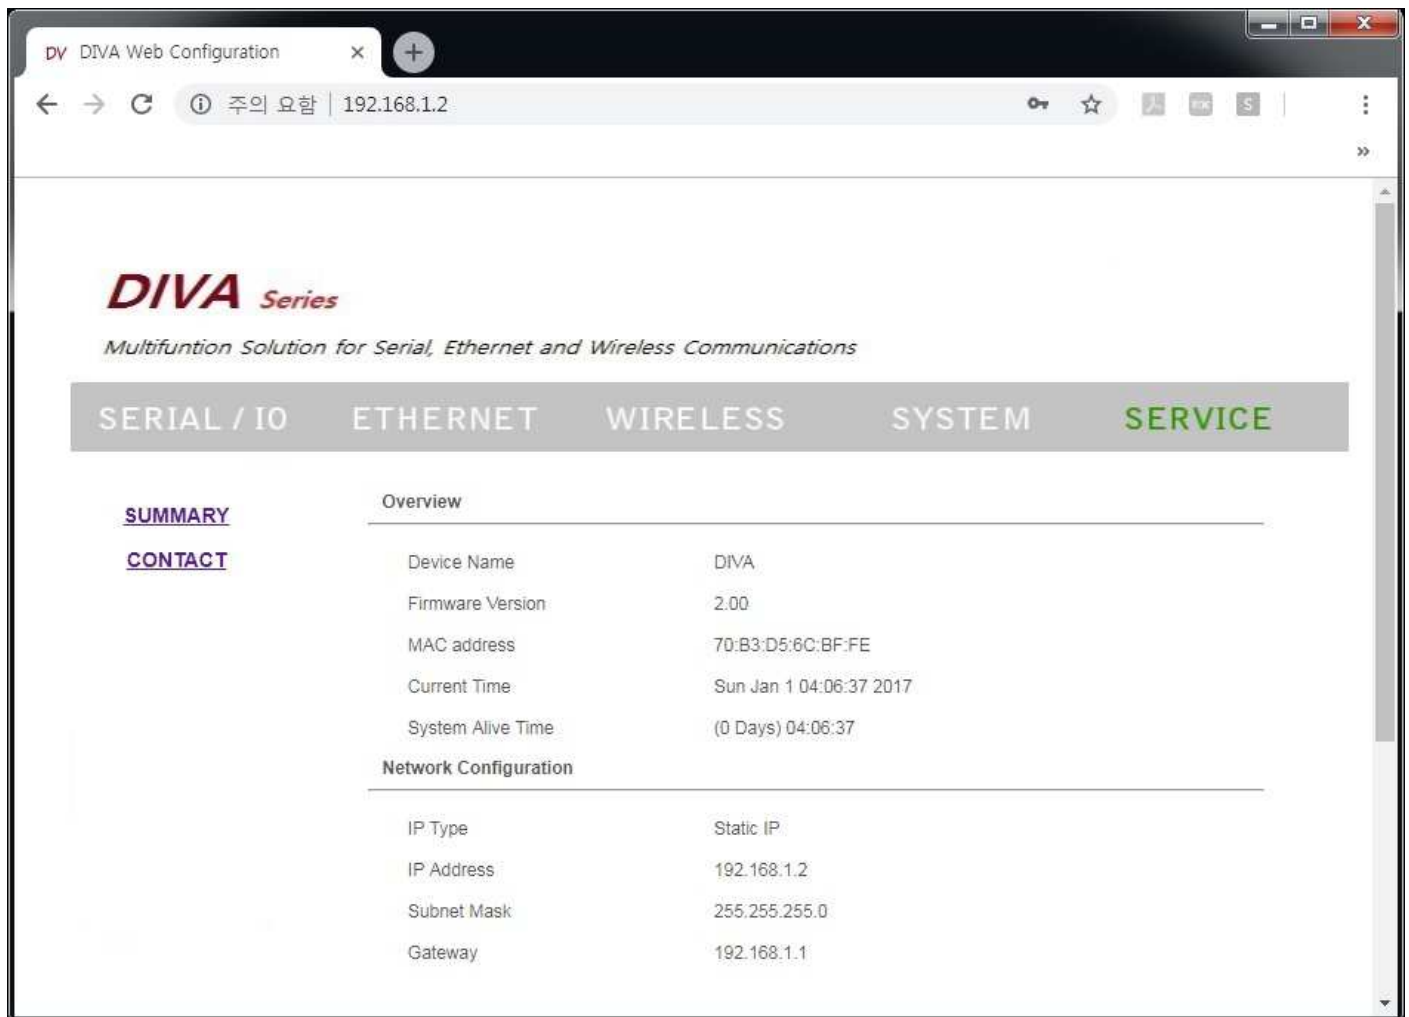 DV DIVA Web Configuration
주의 요함 | 192.168.1.2
DIVA Series
Multifuntion Solution for Serial, Ethernet and Wireless Communications
SERIAL / IO ETHERNET WIRELESS SYSTEM SERVICE
SUMMARY
CONTACT
Overview
Device Name DIVA
Firmware Version 2.00
MAC address 70:B3:D5:6C:BF:FE
Current Time Sun Jan 1 04:06:37 2017
System Alive Time (0 Days) 04:06:37
Network Configuration
IP Type Static IP
IP Address 192.168.1.2
Subnet Mask 255.255.255.0
Gateway 192.168.1.1